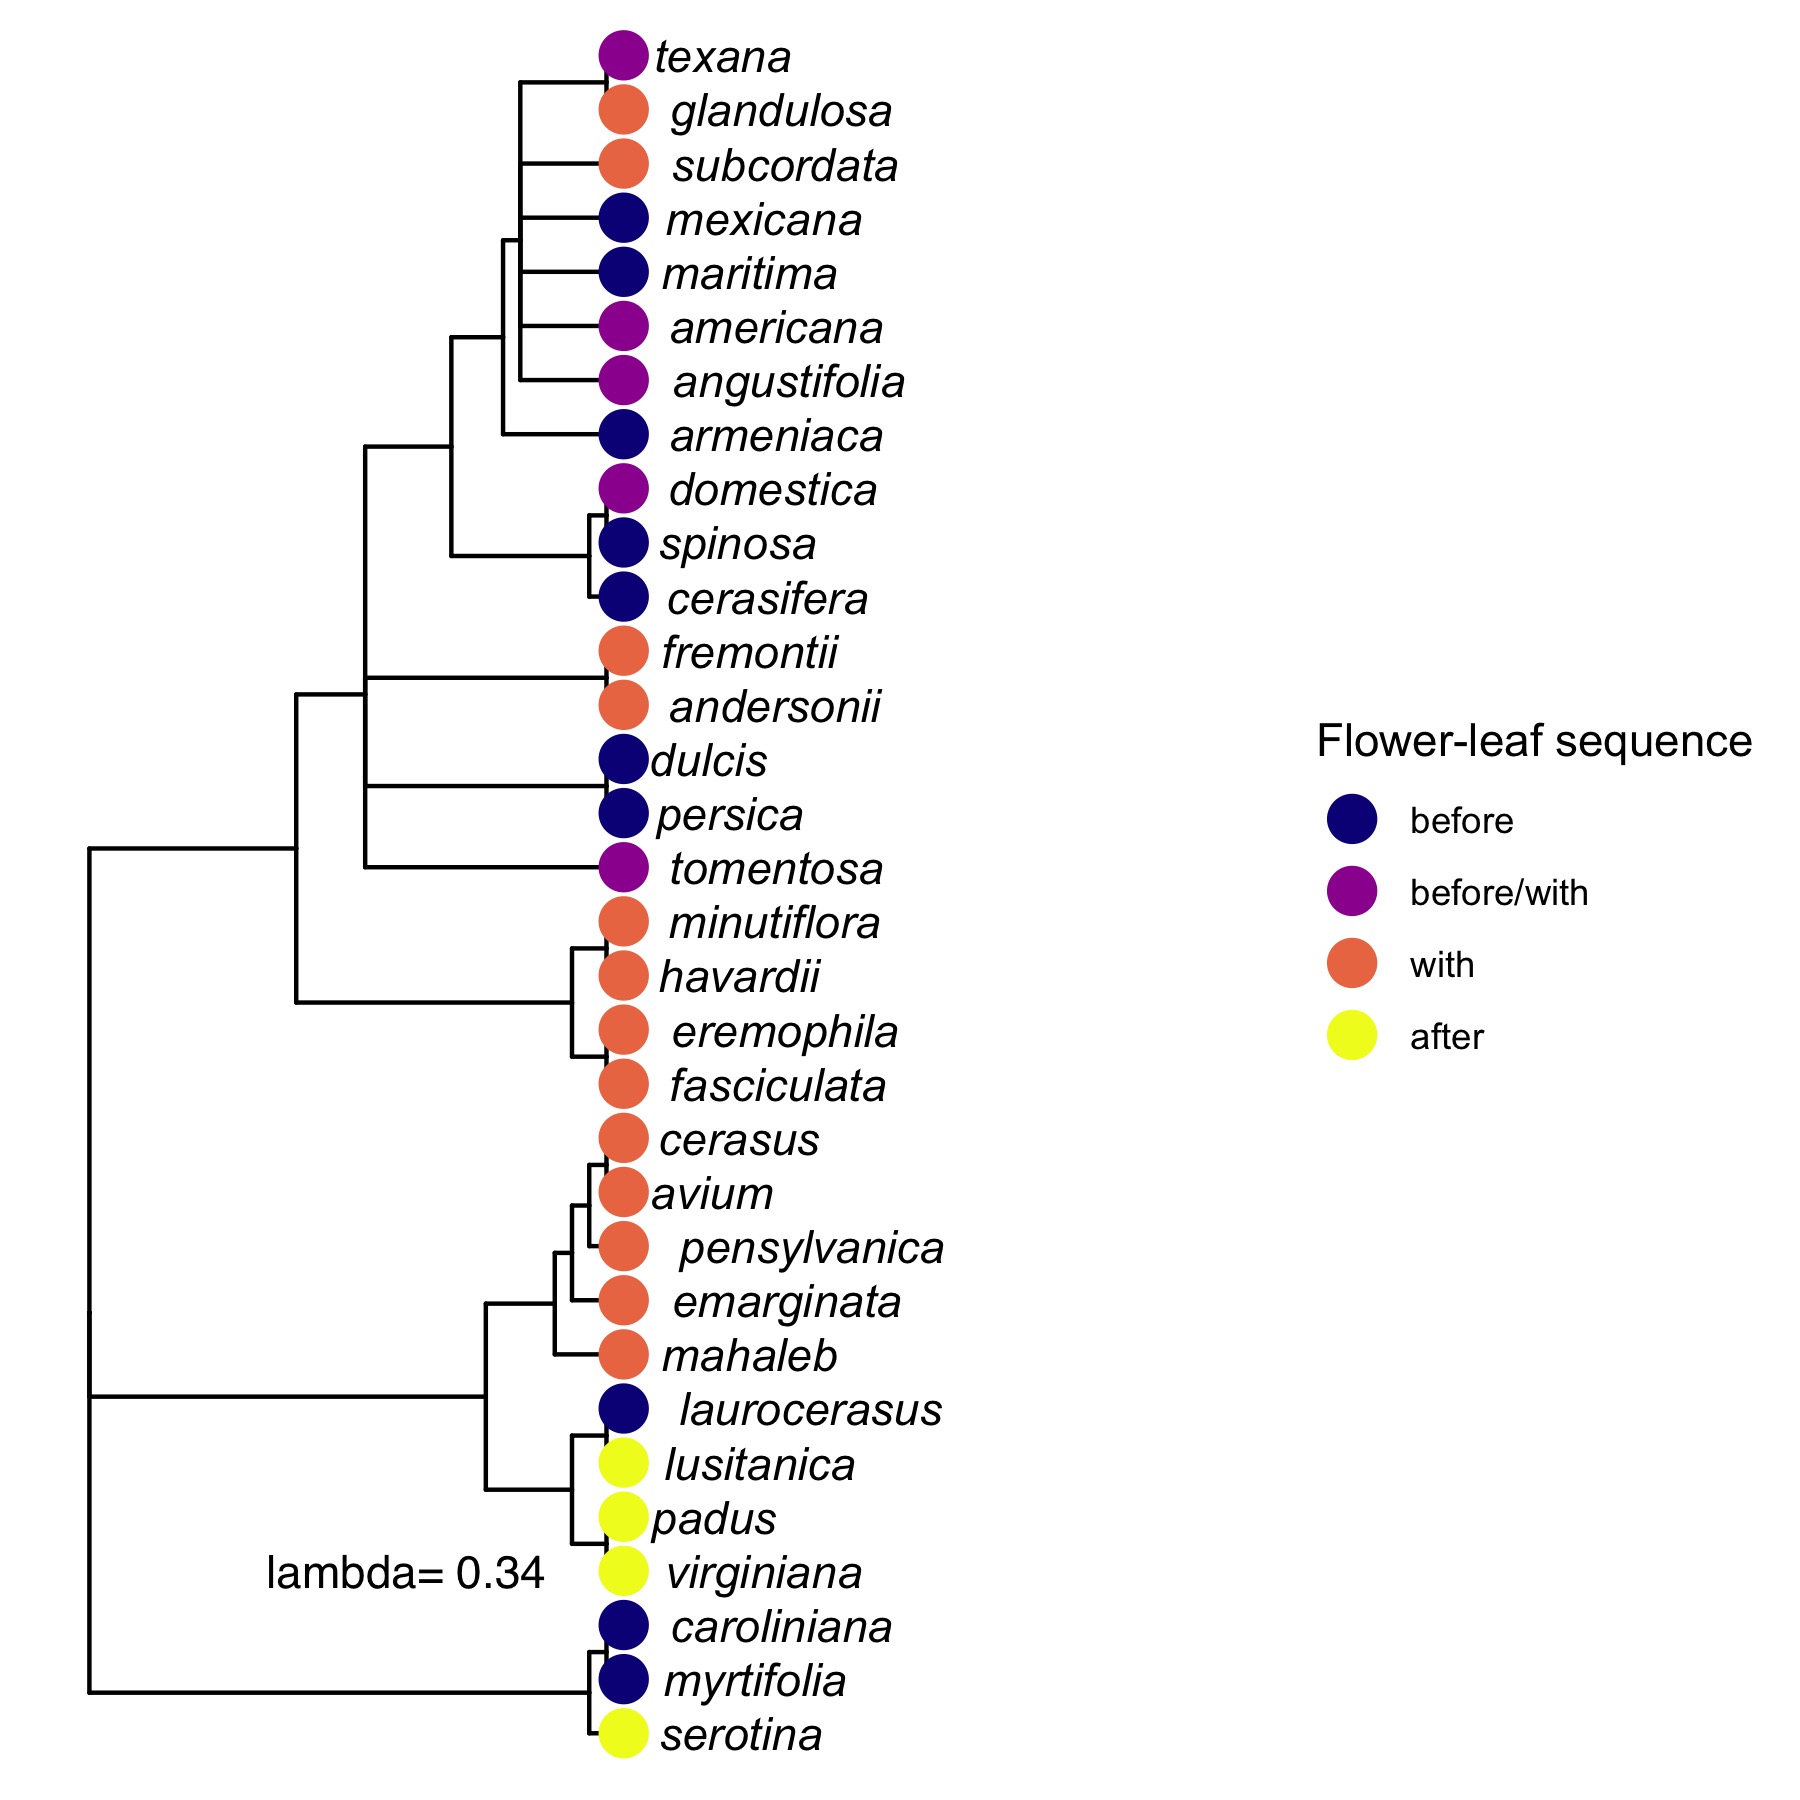 texana
glandulosa
subcordata
mexicana
maritima
americana
angustifolia
armeniaca
domestica
spinosa
cerasifera
fremontii
andersonii
dulcis
persica
tomentosa
minutiflora
havardii
eremophila
fasciculata
cerasus
avium
pensylvanica
emarginata
mahaleb
laurocerasus
lusitanica
padus
virginiana
caroliniana
myrtifolia
serotina
lambda= 0.34
Flower-leaf sequence
before
before/with
with
after